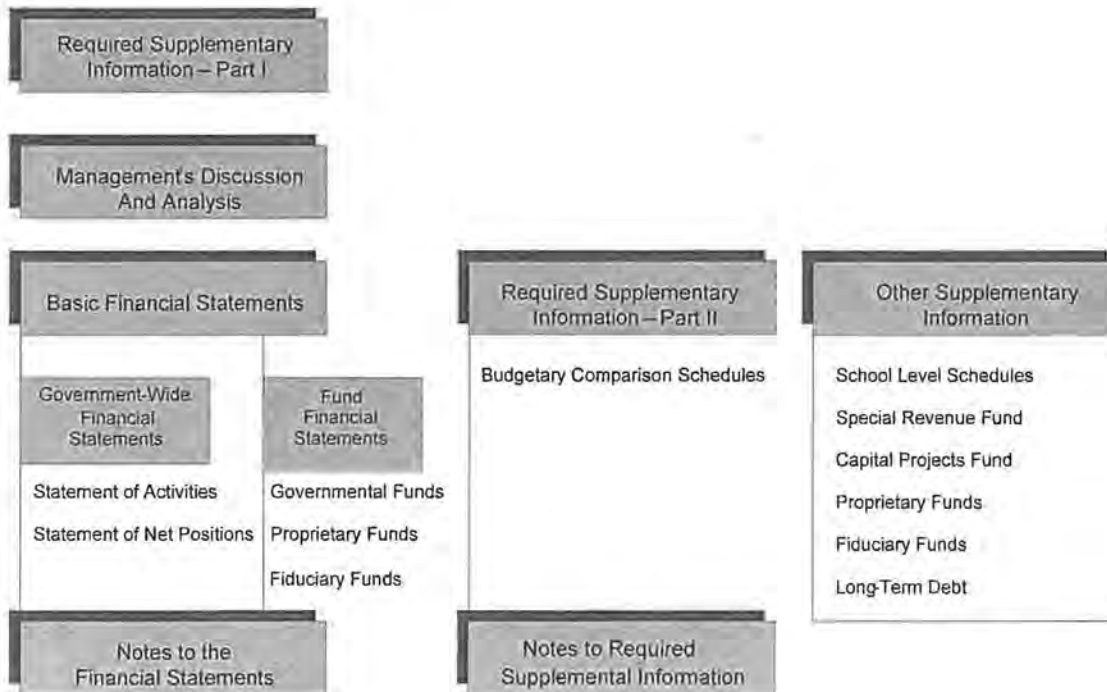 Required Supplementary
Information – Part I
Management's Discussion
And Analysis
Basic Financial Statements
Government-Wide
Financial
Statements
Statement of Activities
Statement of Net Positions
Fund
Financial
Statements
Governmental Funds
Proprietary Funds
Fiduciary Funds
Notes to the
Financial Statements
Required Supplementary
Information – Part II
Budgetary Comparison Schedules
Notes to Required
Supplemental Information
Other Supplementary
Information
School Level Schedules
Special Revenue Fund
Capital Projects Fund
Proprietary Funds
Fiduciary Funds
Long-Term Debt